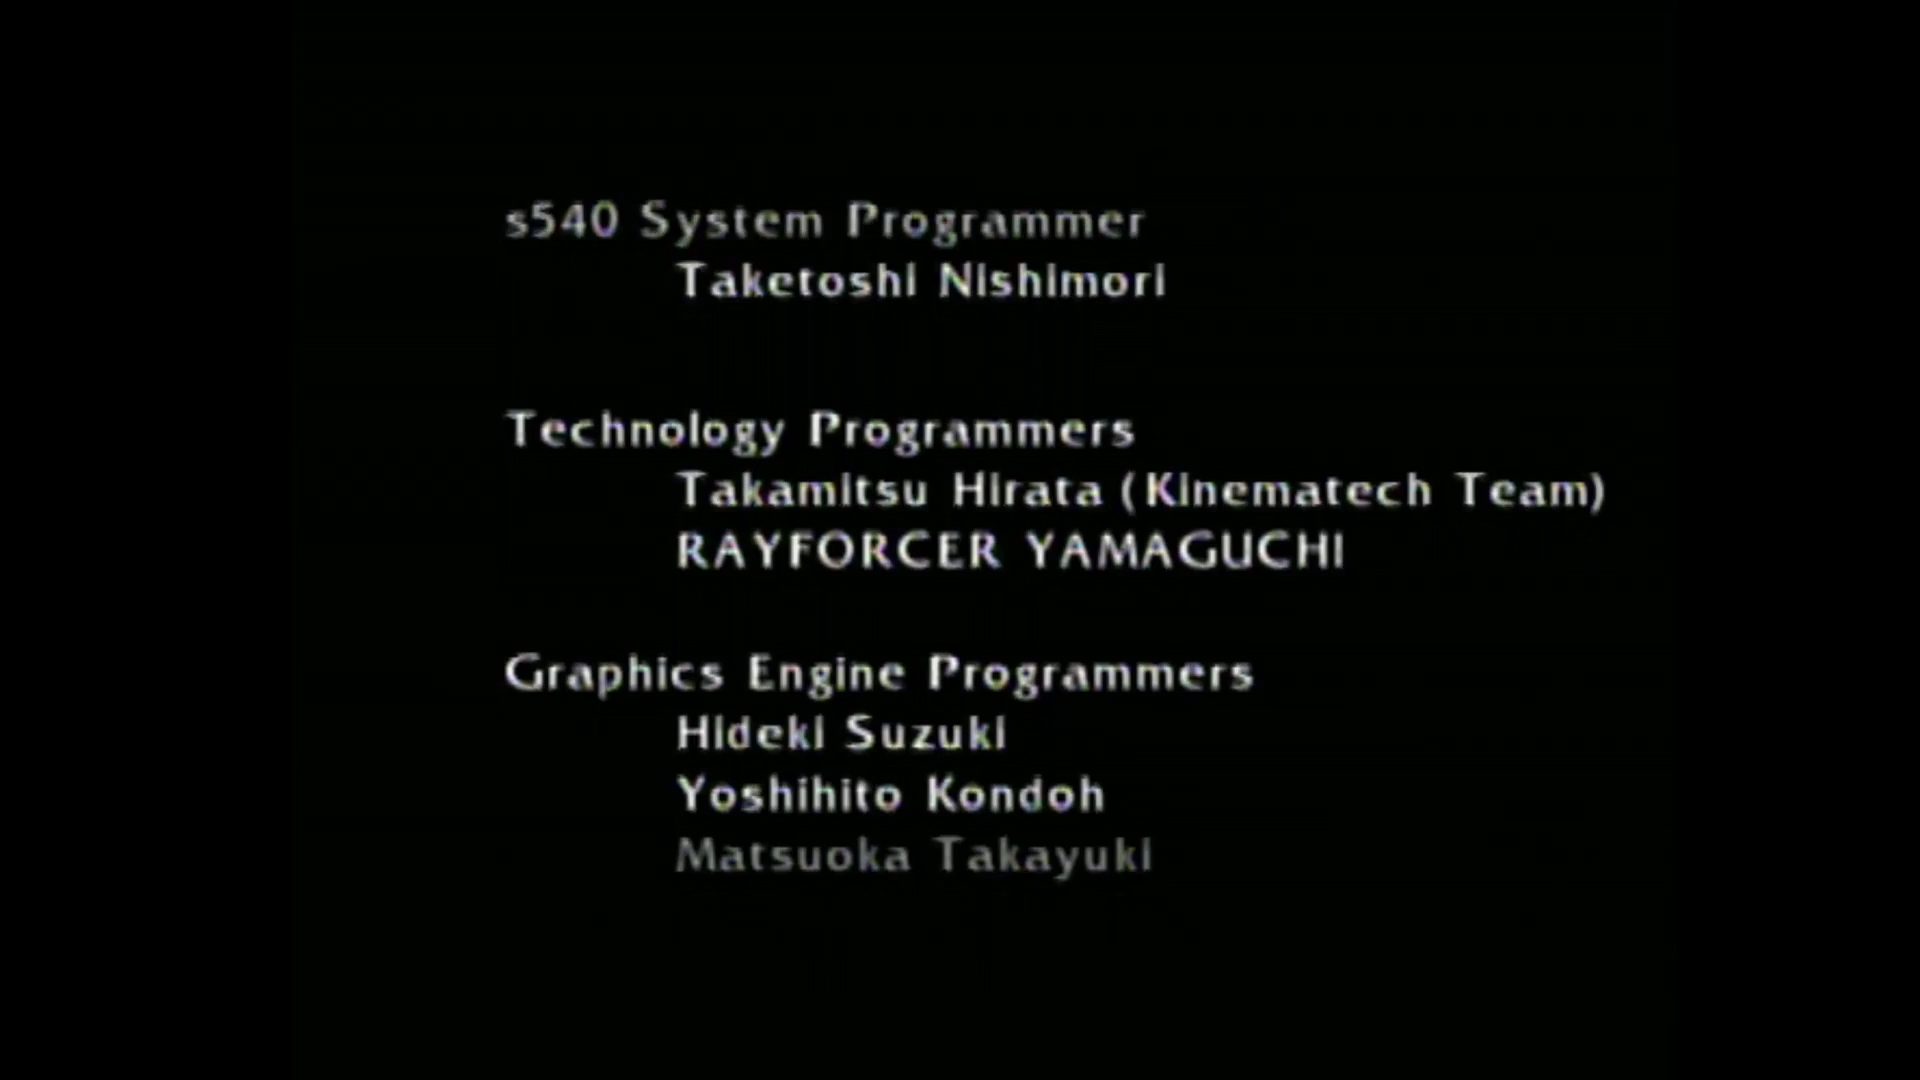 s540 System Programmer
Taketoshi Nishimori
Technology Programmers
Takamitsu Hirata (Kinematech Team)
RAYFORCER YAMAGUCHI
Graphics Engine Programmers
Hideki Suzuki
Yoshihito Kondoh
Matsuoka Takayuki